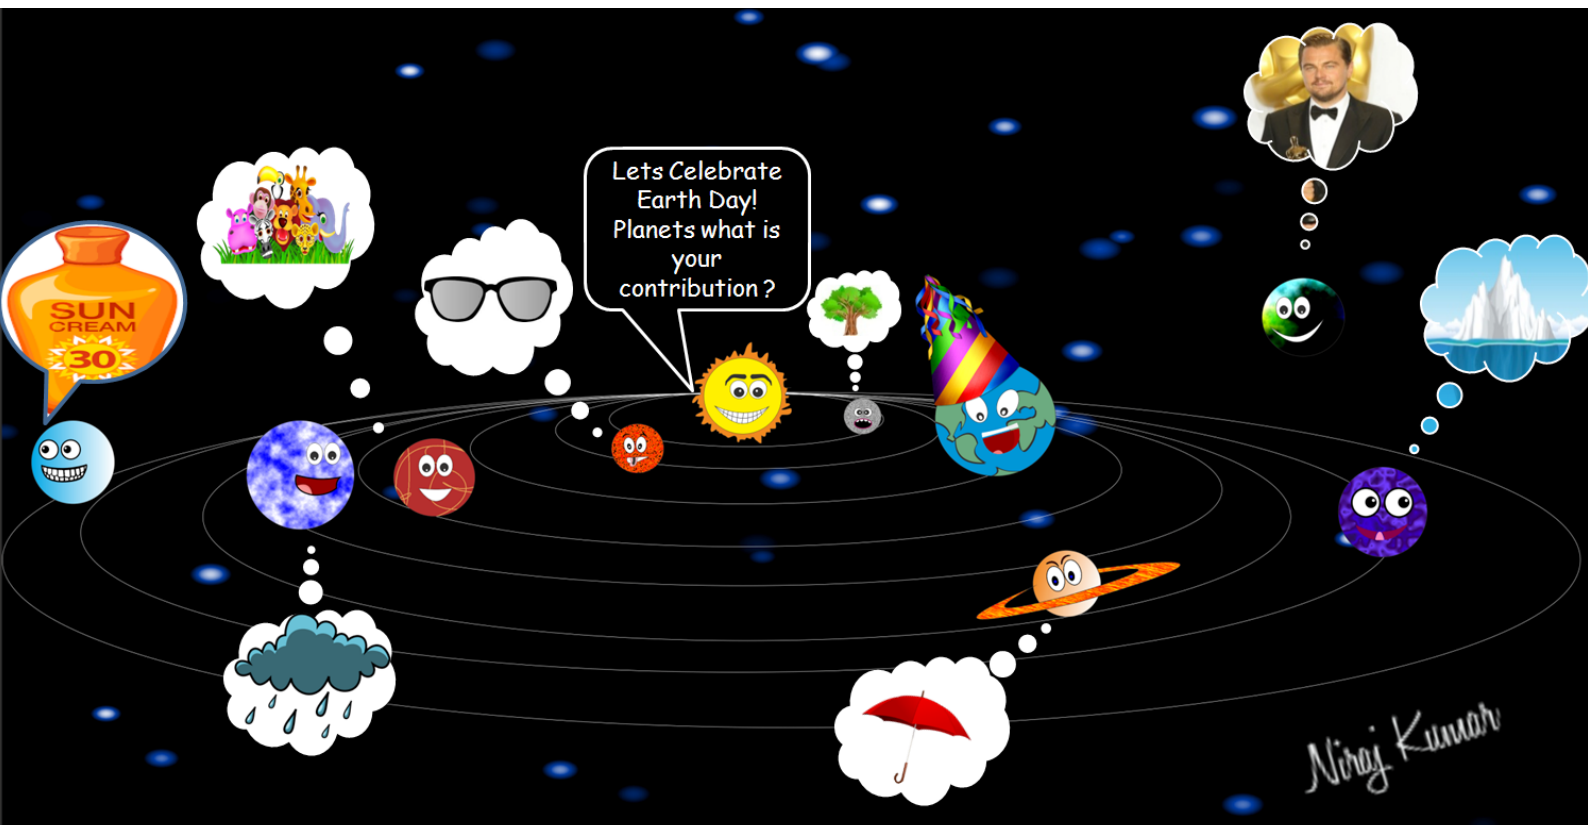 Lets Celebrate
Earth Day!
Planets what is
your
contribution ?
SUN
CREAM
30
Niraj Kumar